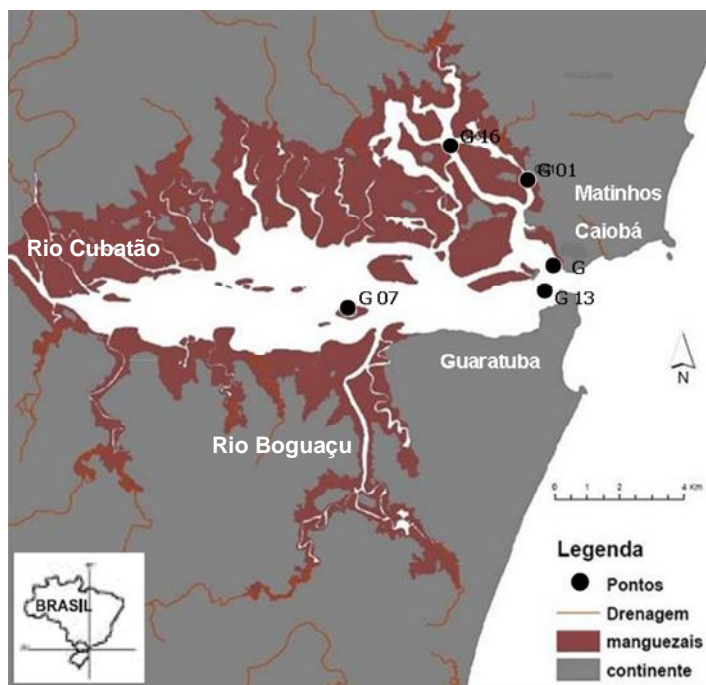 G 16
G 01
Matinhos
Caiobá
Rio Cubatão
G
G 07
G 13
Guaratuba
N
Rio Boguaçu
0 1 2 4 Km
Legenda
Pontos
Drenagem
manguezais
continente
BRASIL